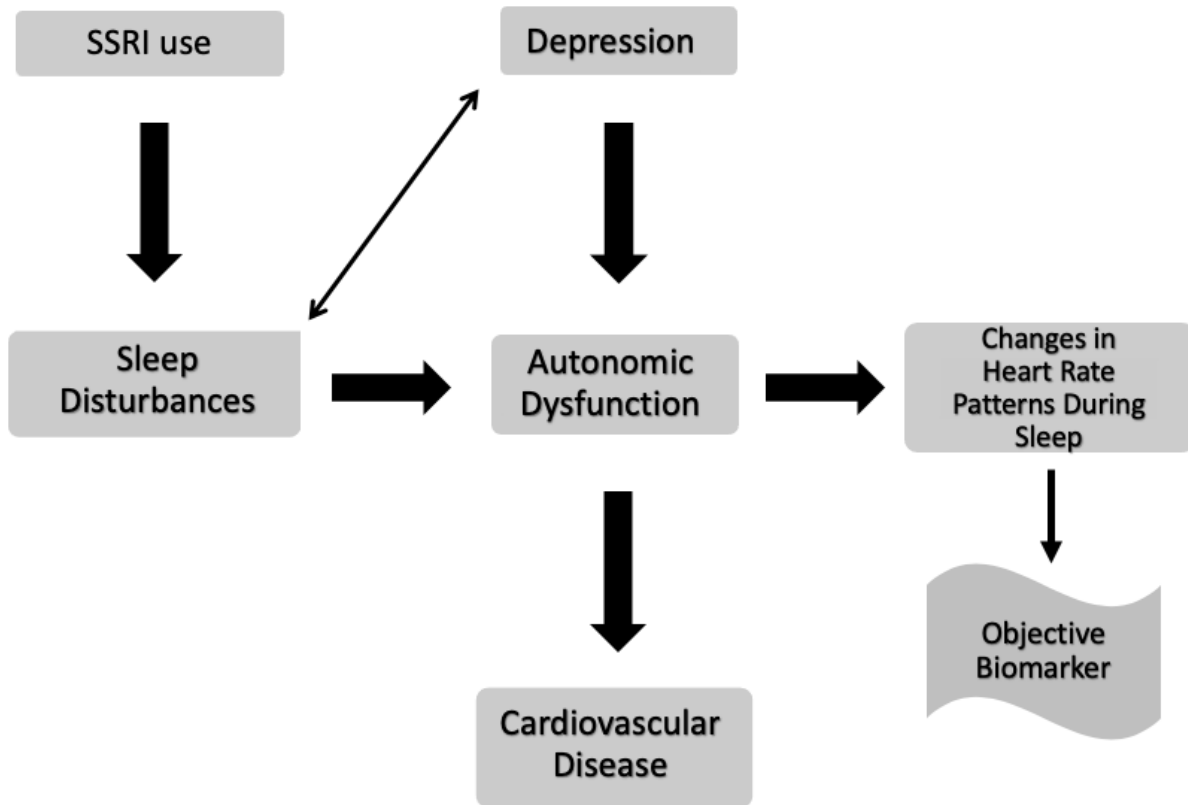 SSRI use
Depression
Sleep
Disturbances
Autonomic
Dysfunction
Changes in
Heart Rate
Patterns During
Sleep
Objective
Biomarker
Cardiovascular
Disease